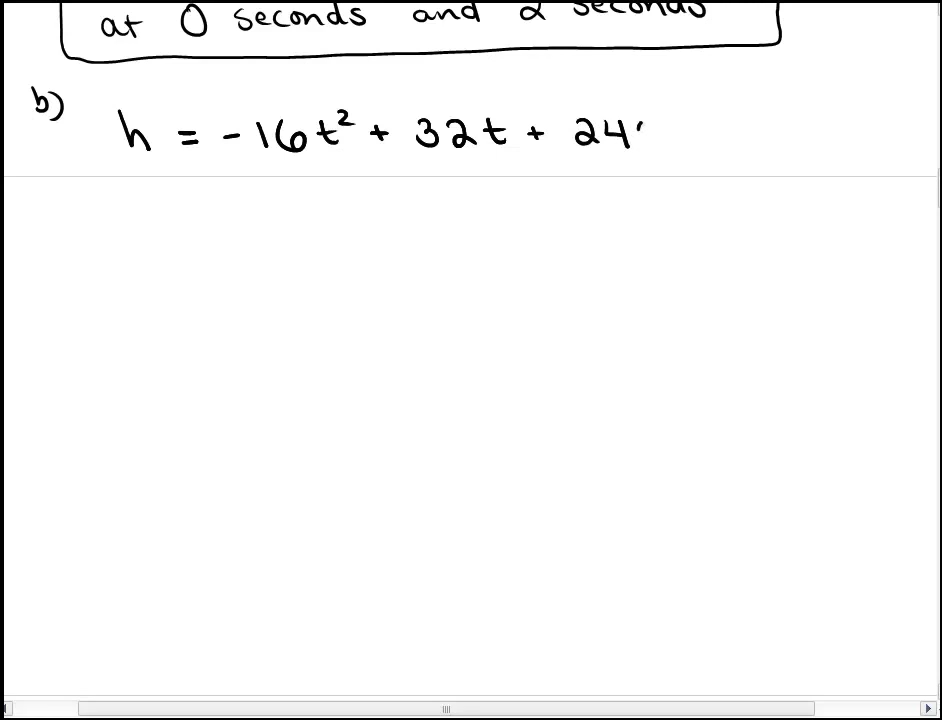 at 0 seconds and 2 seconds
b)
h = -16t² + 32t + 24